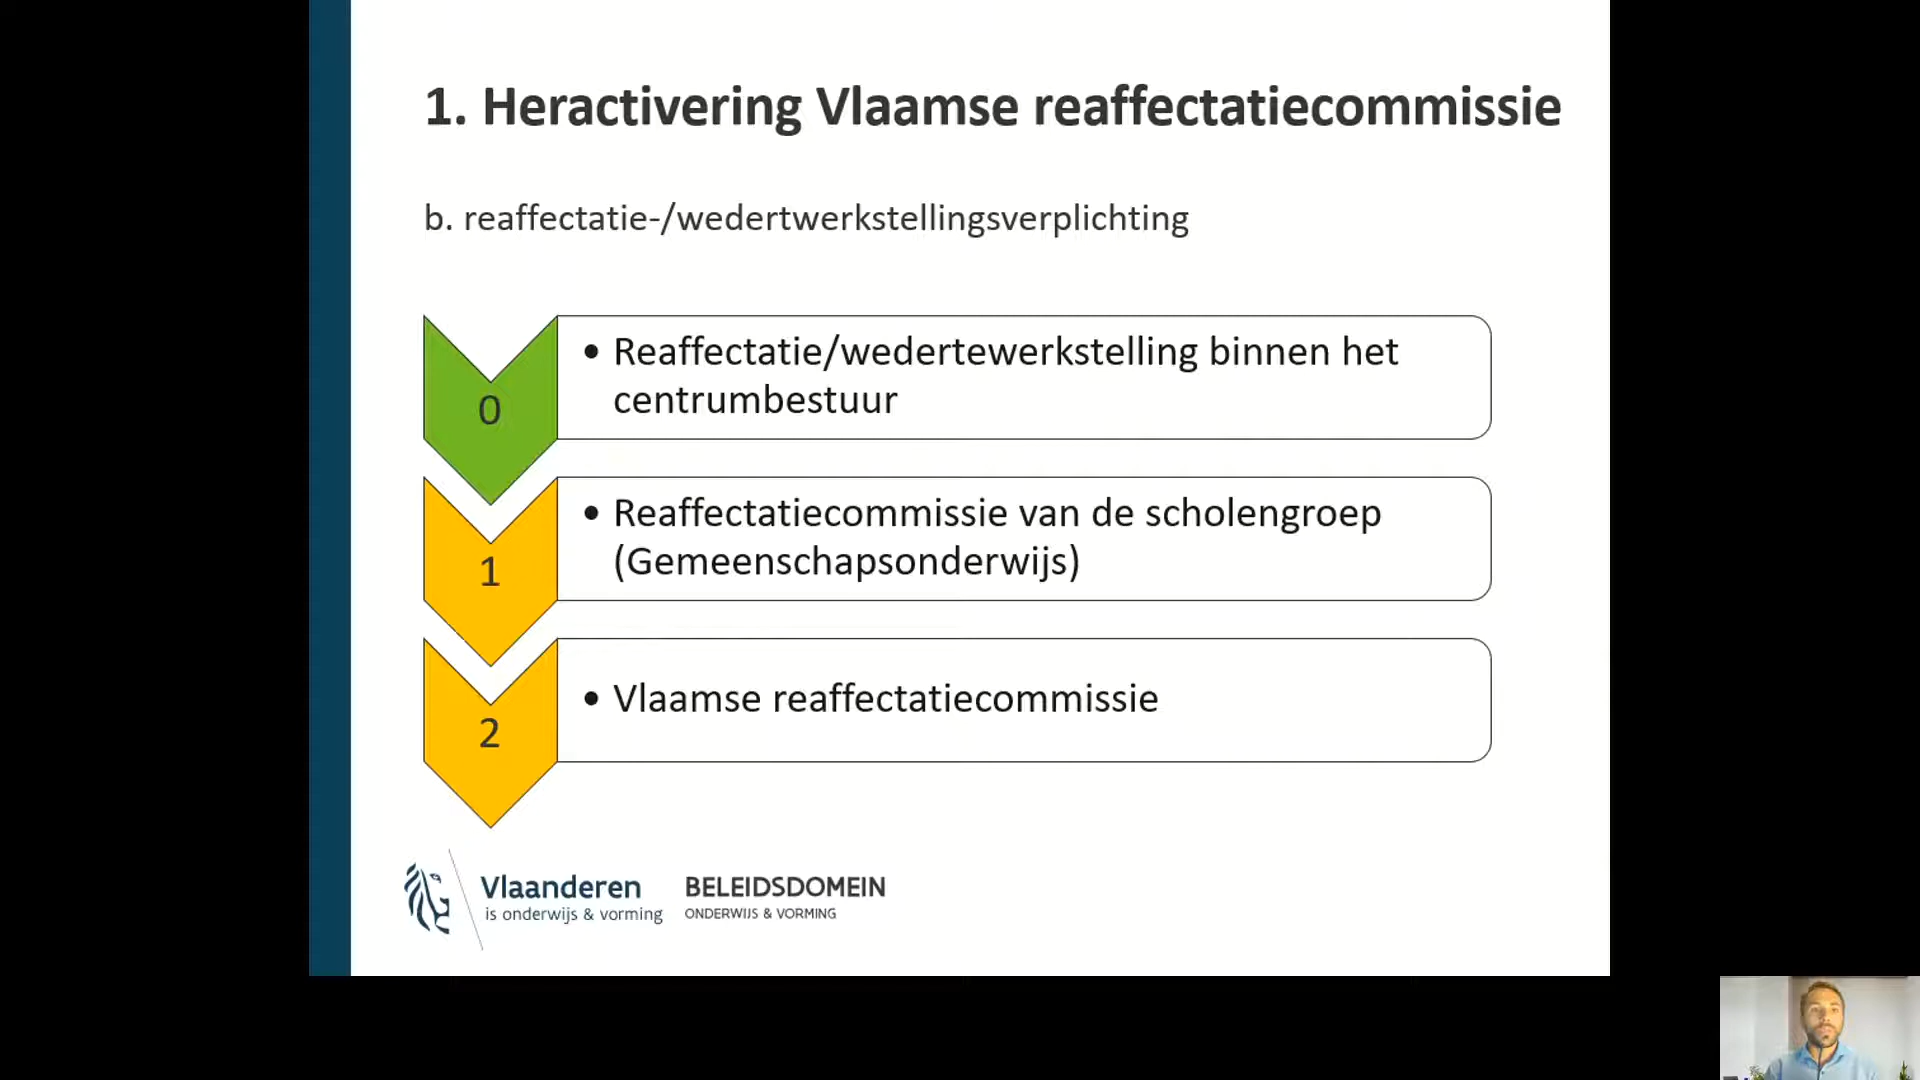 1. Heractivering Vlaamse reaffectatiecommissie
b. reaffectatie-/wedertwerkstellingsverplichting
0
• Reaffectatie/wedertewerkstelling binnen het
centrumbestuur
1
• Reaffectatiecommissie van de scholengroep
(Gemeenschapsonderwijs)
2
• Vlaamse reaffectatiecommissie
Vlaanderen
is onderwijs & vorming
BELEIDSDOMEIN
ONDERWIJS & VORMING